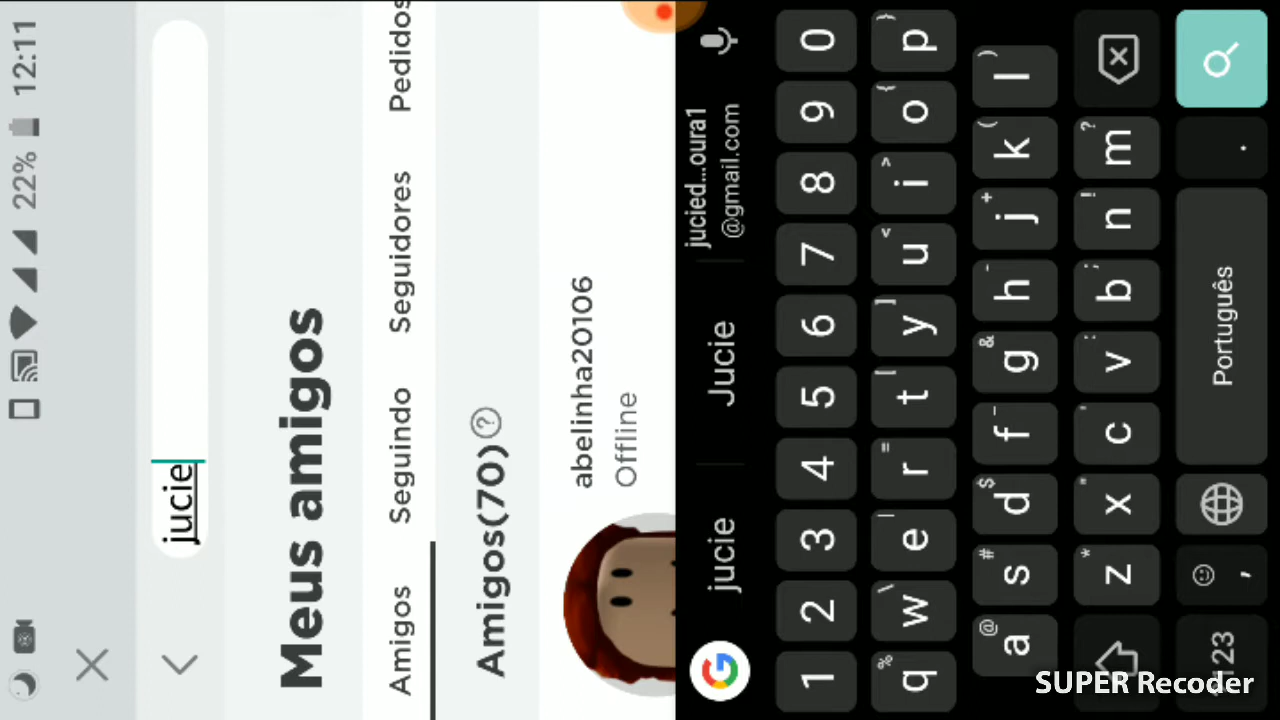 22% 12:11
jucie
Meus amigos
Amigos Seguindo Seguidores Pedidos
Amigos(70)
abelinha20106
Offline
jucie Jucie jucied...oura1
@gmail.com
1 2 3 4 5 6 7 8 9 0
q w e r t y u i o p
a s d f g h j k l
z x c v b n m
123 , Português .
SUPER Recoder